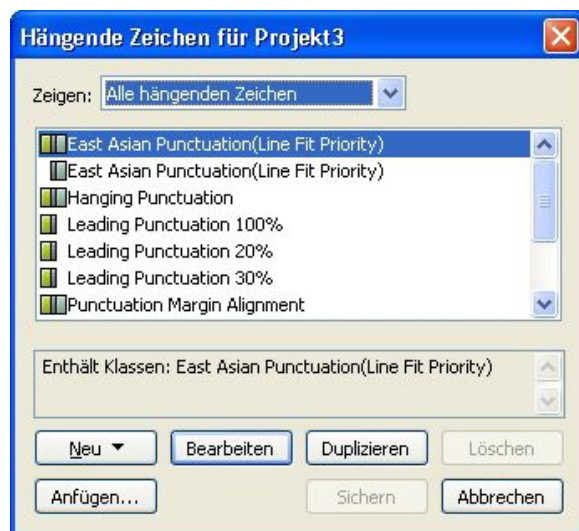 Hängende Zeichen für Projekt3
Zeigen: Alle hängenden Zeichen
East Asian Punctuation(Line Fit Priority)
East Asian Punctuation(Line Fit Priority)
Hanging Punctuation
Leading Punctuation 100%
Leading Punctuation 20%
Leading Punctuation 30%
Punctuation Margin Alignment
Enthält Klassen: East Asian Punctuation(Line Fit Priority)
Neu Bearbeiten Duplizieren Löschen
Anfügen... Sichern Abbrechen